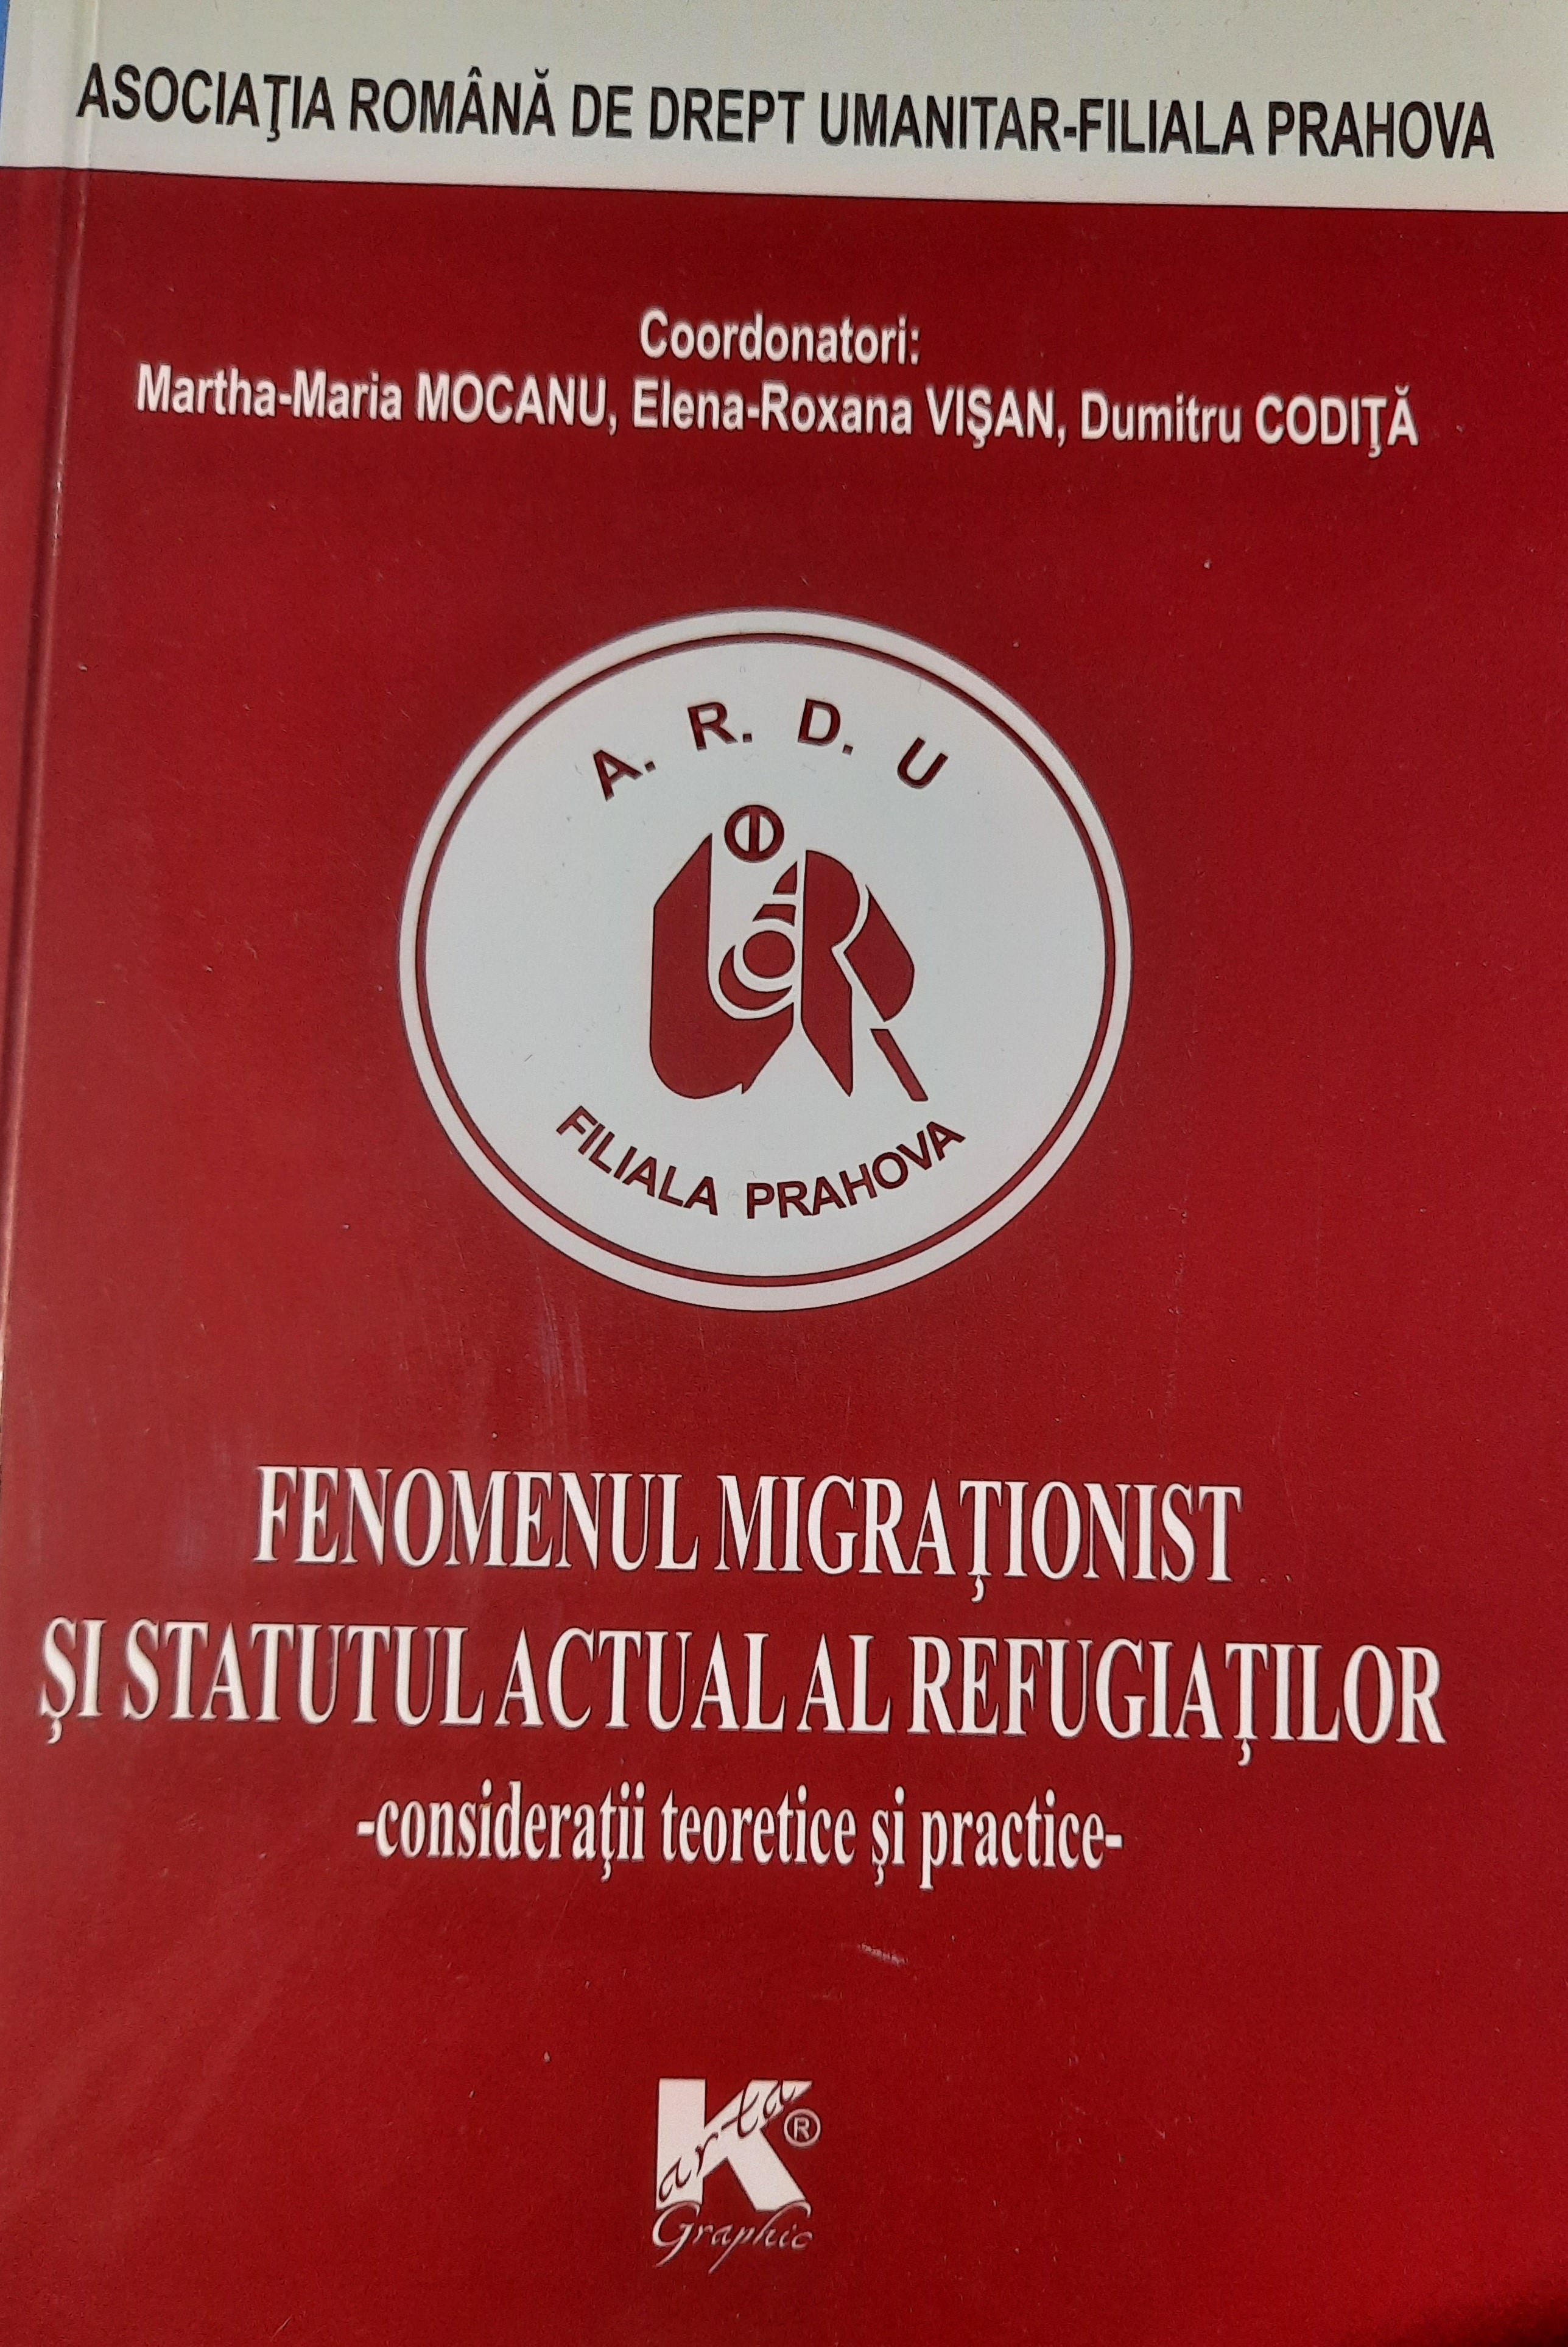 ASOCIAŢIA ROMÂNĂ DE DREPT UMANITAR-FILIALA PRAHOVA
Coordonatori:
Martha-Maria MOCANU, Elena-Roxana VIŞAN, Dumitru CODIŢĂ
A. R. D. U
FILIALA PRAHOVA
FENOMENUL MIGRAŢIONIST
ŞI STATUTUL ACTUAL AL REFUGIAŢILOR
-consideraţii teoretice şi practice-
Karta®
Graphic